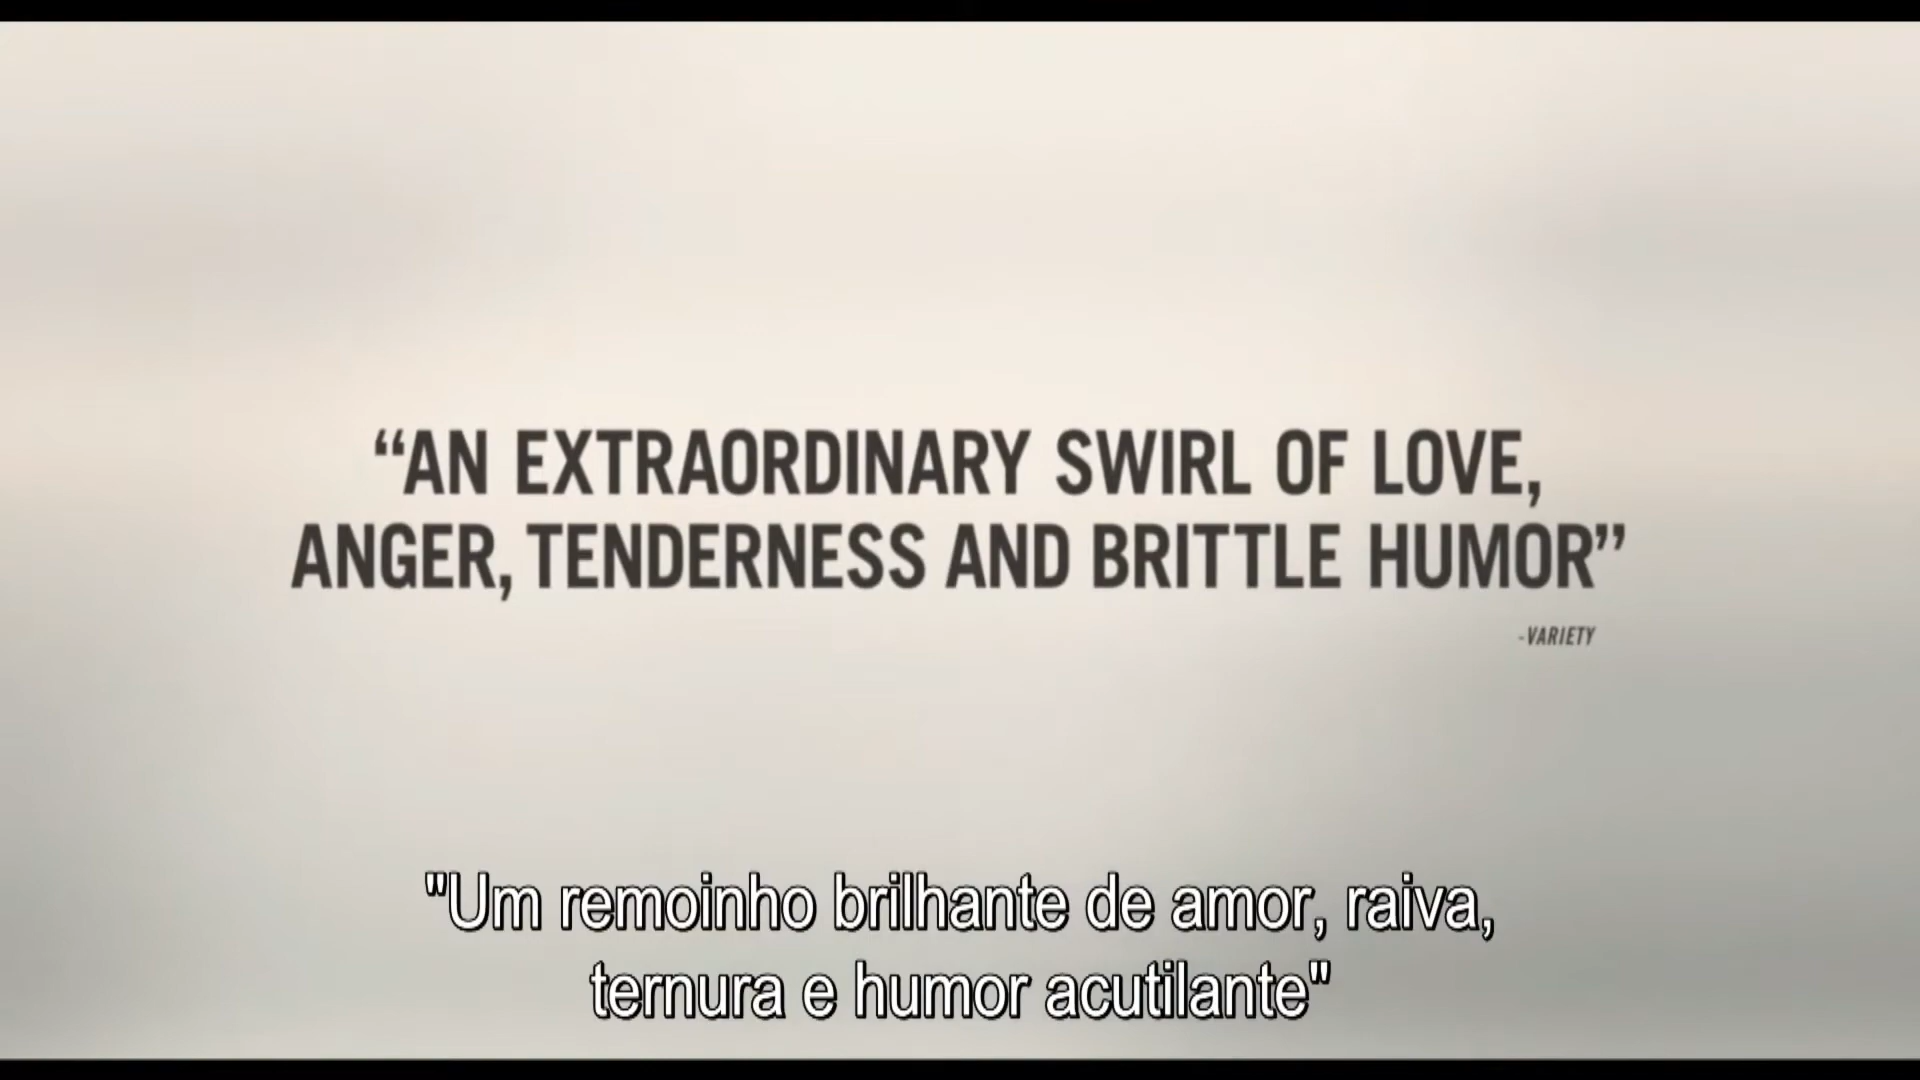 “AN EXTRAORDINARY SWIRL OF LOVE,
ANGER, TENDERNESS AND BRITTLE HUMOR”
-VARIETY
"Um remoinho brilhante de amor, raiva,
ternura e humor acutilante"